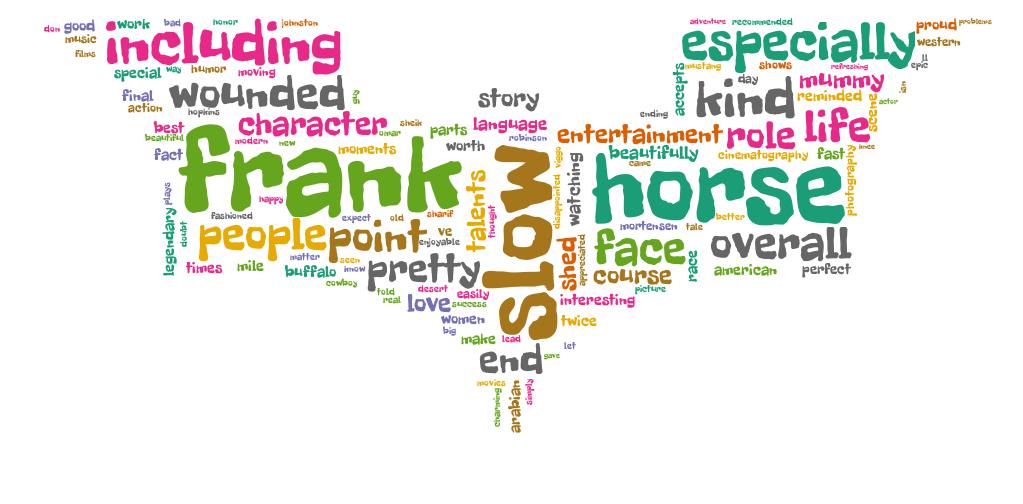 don
good
work
bad
honor
johnston
music
including
films
special
way
humor
moving
final
wounded
guy
action
hopkins
best
character
sheik
omar
parts
language
story
beautiful
modern
new
robinson
fact
frank
moments
worth
happy
plays
fashioned
expect
old
sharif
talents
thought
legendary
doubt
people
point
ve
enjoyable
times
mile
matter
seen
buffalo
imow
pretty
cowboy
told
real
desert
easily
love
success
women
big
make
lead
slow
end
gave
let
movies
charming
arabian
simply
adventure
recommended
especially
proud
problems
western
mustang
shows
refreshing
ll
epic
accepts
day
mummy
kind
reminded
ian
actor
scene
ending
entertainment
role
life
viggo
watching
beautifully
came
cinematography
fast
knee
disappointed
horse
photography
better
mortensen
tale
shed
appreciated
face
race
overall
course
american
perfect
picture
interesting
twice